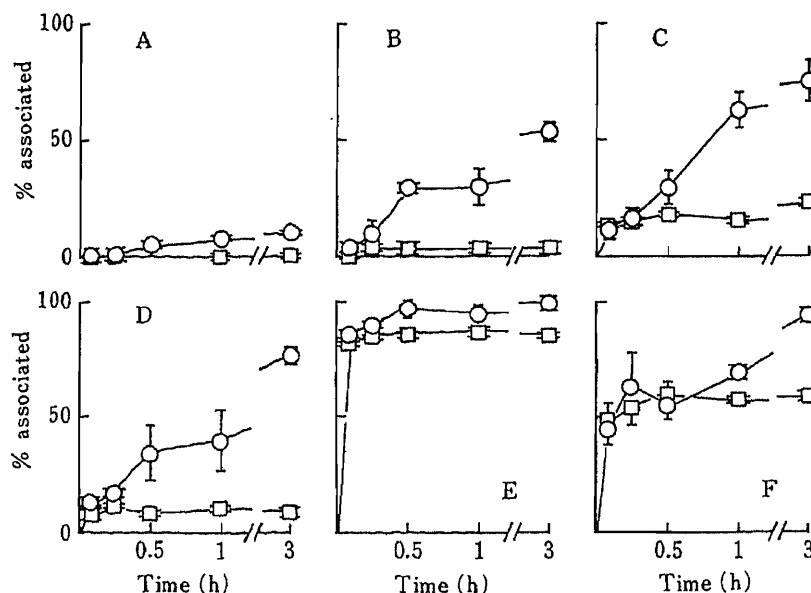 100
50
0
% associated
A
B
C
100
50
0
% associated
D
E
F
0.5 1 3
0.5 1 3
0.5 1 3
Time (h)
Time (h)
Time (h)